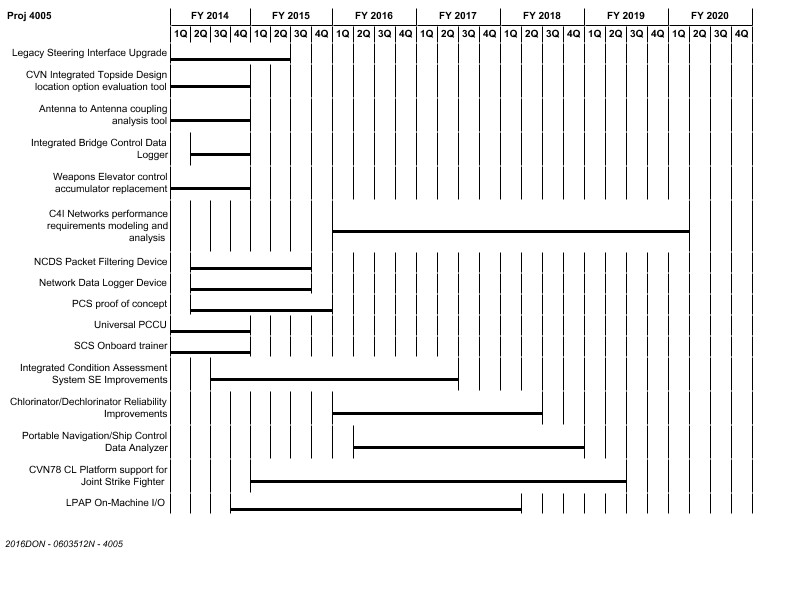 Proj 4005
FY 2014 FY 2015 FY 2016 FY 2017 FY 2018 FY 2019 FY 2020
1Q 2Q 3Q 4Q 1Q 2Q 3Q 4Q 1Q 2Q 3Q 4Q 1Q 2Q 3Q 4Q 1Q 2Q 3Q 4Q 1Q 2Q 3Q 4Q 1Q 2Q 3Q 4Q
Legacy Steering Interface Upgrade
CVN Integrated Topside Design
location option evaluation tool
Antenna to Antenna coupling
analysis tool
Integrated Bridge Control Data
Logger
Weapons Elevator control
accumulator replacement
C4I Networks performance
requirements modeling and
analysis
NCDS Packet Filtering Device
Network Data Logger Device
PCS proof of concept
Universal PCCU
SCS Onboard trainer
Integrated Condition Assessment
System SE Improvements
Chlorinator/Dechlorinator Reliability
Improvements
Portable Navigation/Ship Control
Data Analyzer
CVN78 CL Platform support for
Joint Strike Fighter
LPAP On-Machine I/O
2016DON - 0603512N - 4005